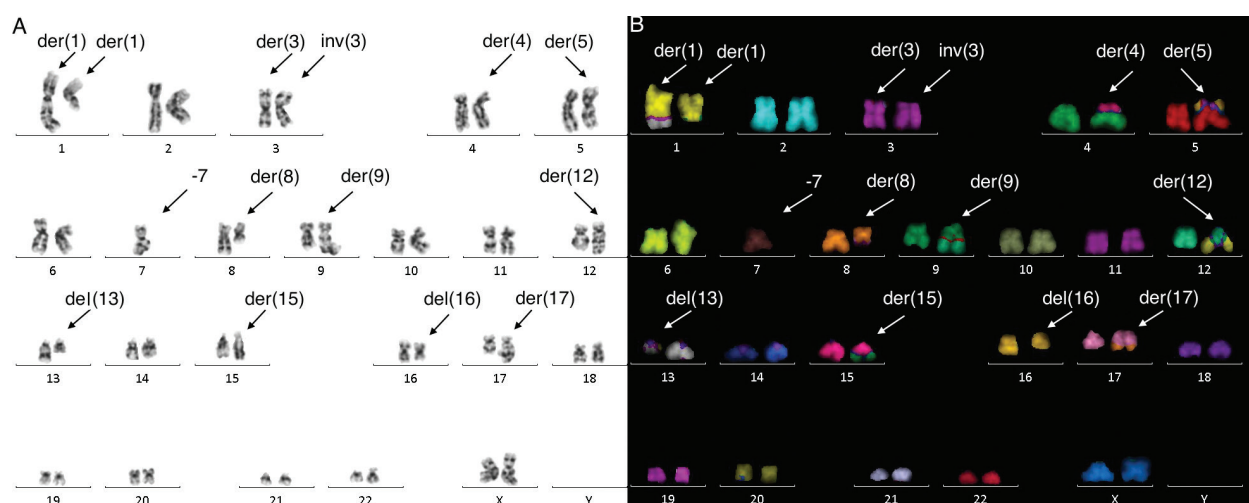 A
der(1) der(1) der(3) inv(3) der(4) der(5)
1 2 3 4 5
-7 der(8) der(9) der(12)
6 7 8 9 10 11 12
del(13) der(15) del(16) der(17)
13 14 15 16 17 18
19 20 21 22 X Y
B
der(1) der(1) der(3) inv(3) der(4) der(5)
1 2 3 4 5
-7 der(8) der(9) der(12)
6 7 8 9 10 11 12
del(13) der(15) del(16) der(17)
13 14 15 16 17 18
19 20 21 22 X Y